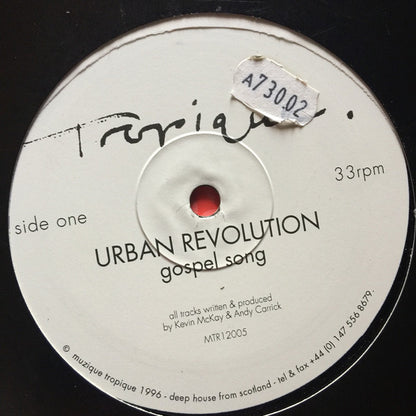 Tropique.
A730.02
side one
33rpm
URBAN REVOLUTION
gospel song
all tracks written & produced
by Kevin McKay & Andy Carrick
MTR12005
© muzique tropique 1996 - deep house from scotland - tel & fax +44 (0) 147 556 8679.